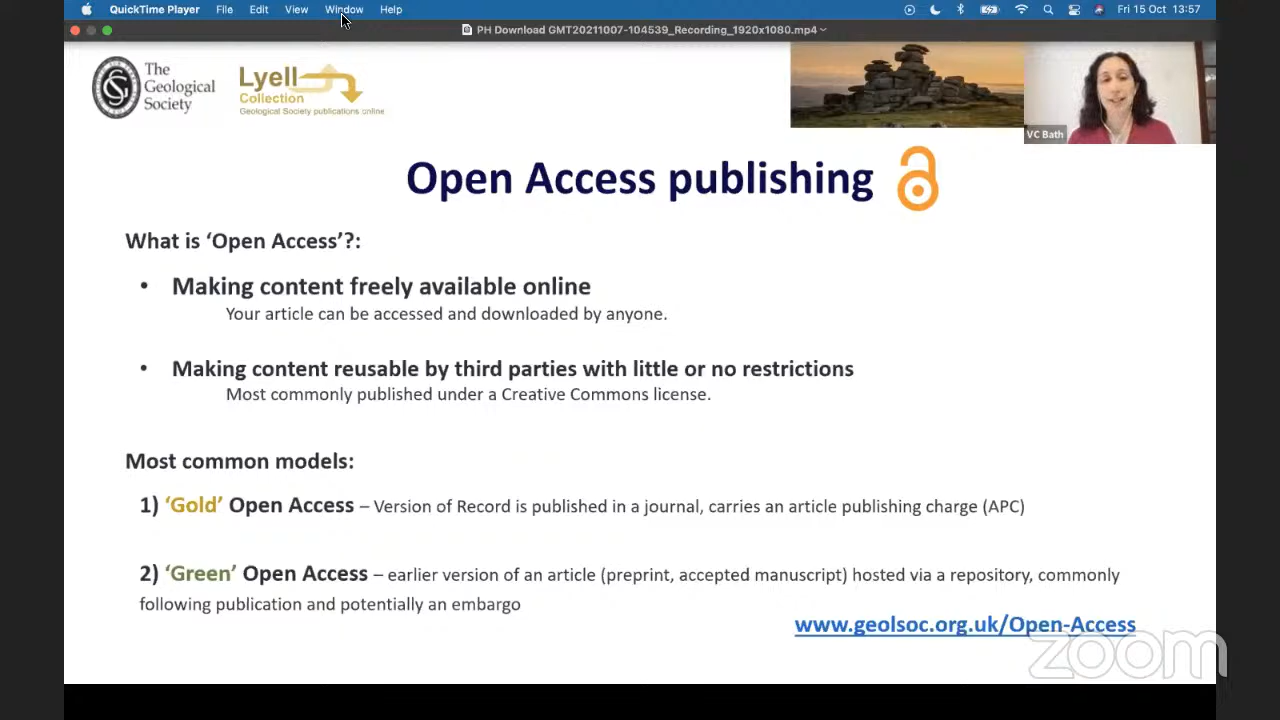 QuickTime Player File Edit View Window Help Fri 15 Oct 13:57
PH Download GMT20211007-104539_Recording_1920x1080.mp4
The
Geological
Society
Lyell
Collection
Geological Society publications online
VC Bath
Open Access publishing
What is ‘Open Access’?:
• Making content freely available online
Your article can be accessed and downloaded by anyone.
• Making content reusable by third parties with little or no restrictions
Most commonly published under a Creative Commons license.
Most common models:
1) ‘Gold’ Open Access – Version of Record is published in a journal, carries an article publishing charge (APC)
2) ‘Green’ Open Access – earlier version of an article (preprint, accepted manuscript) hosted via a repository, commonly
following publication and potentially an embargo
www.geolsoc.org.uk/Open-Access
zoom